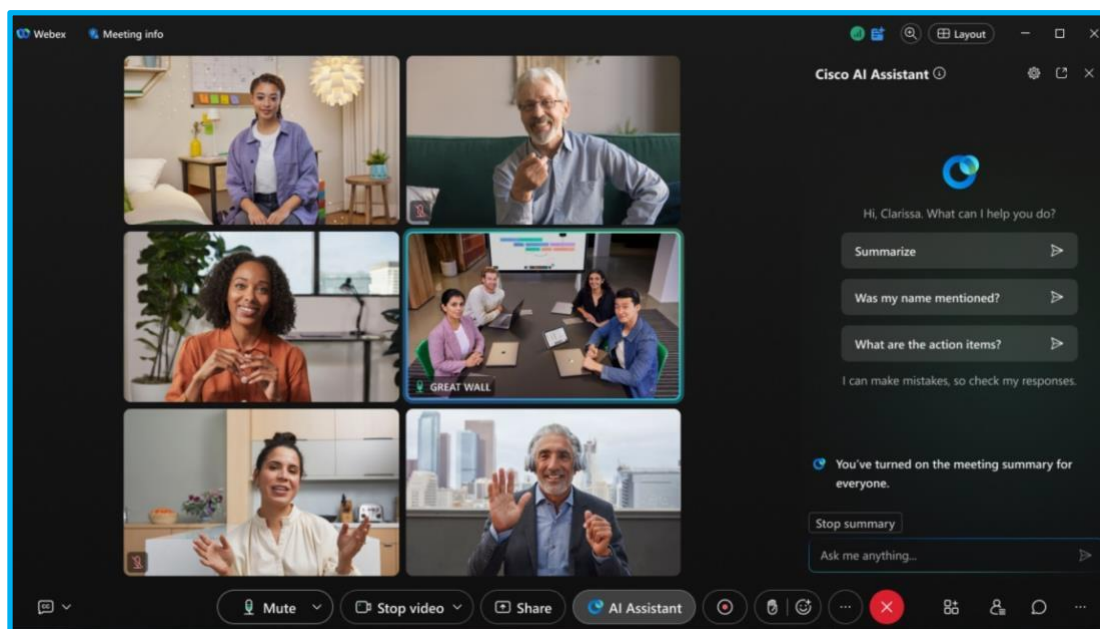 Webex
Meeting info
Layout
Cisco AI Assistant
Hi, Clarissa. What can I help you do?
Summarize
Was my name mentioned?
What are the action items?
I can make mistakes, so check my responses.
GREAT WALL
You've turned on the meeting summary for
everyone.
Stop summary
Ask me anything...
CC
Mute
Stop video
Share
AI Assistant